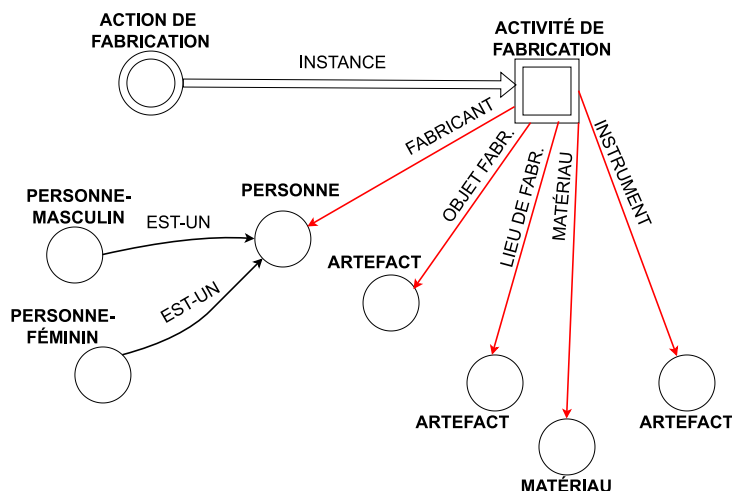 ACTION DE
FABRICATION
ACTIVITÉ DE
FABRICATION
INSTANCE
FABRICANT
OBJET FABR.
LIEU DE FABR.
MATÉRIAU
INSTRUMENT
PERSONNE-
MASCULIN
EST-UN
PERSONNE
ARTEFACT
PERSONNE-
FÉMININ
EST-UN
ARTEFACT
ARTEFACT
MATÉRIAU